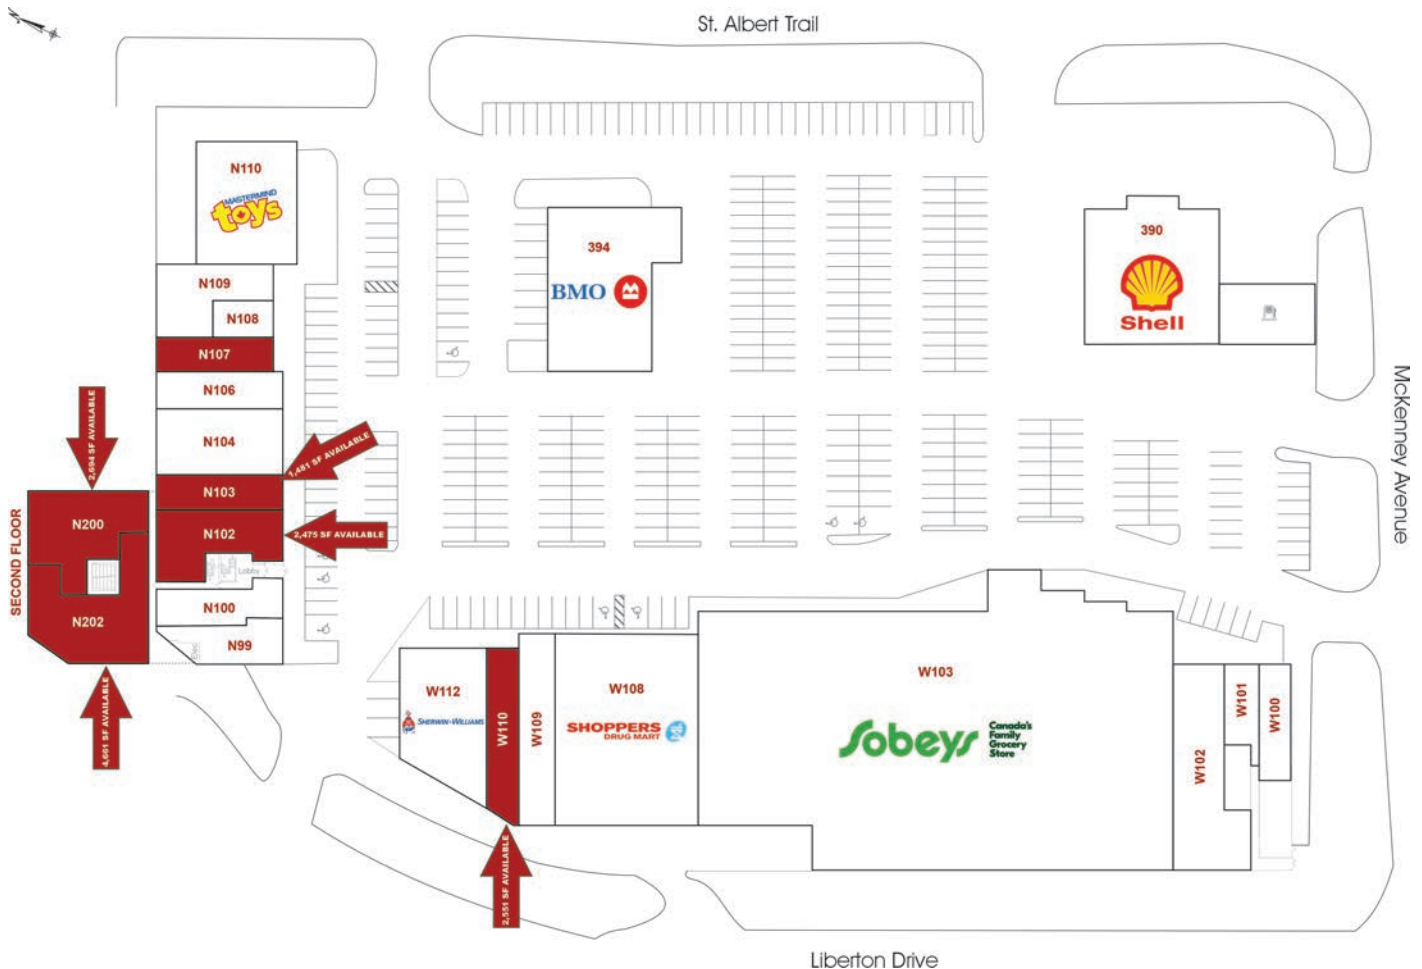 N
St. Albert Trail
N110
MASTERMIND
toys
N109
N108
N107
N106
N104
N103
N102
Lobby
N100
N99
Elec
394
BMO
390
Shell
McKenney Avenue
2,694 SF AVAILABLE
1,481 SF AVAILABLE
2,475 SF AVAILABLE
SECOND FLOOR
N200
N202
4,661 SF AVAILABLE
W112
SHERWIN-WILLIAMS
W110
W109
W108
SHOPPERS
DRUG MART
W103
Sobeys
Canada's
Family
Grocery
Store
W102
W101
W100
2,551 SF AVAILABLE
Liberton Drive